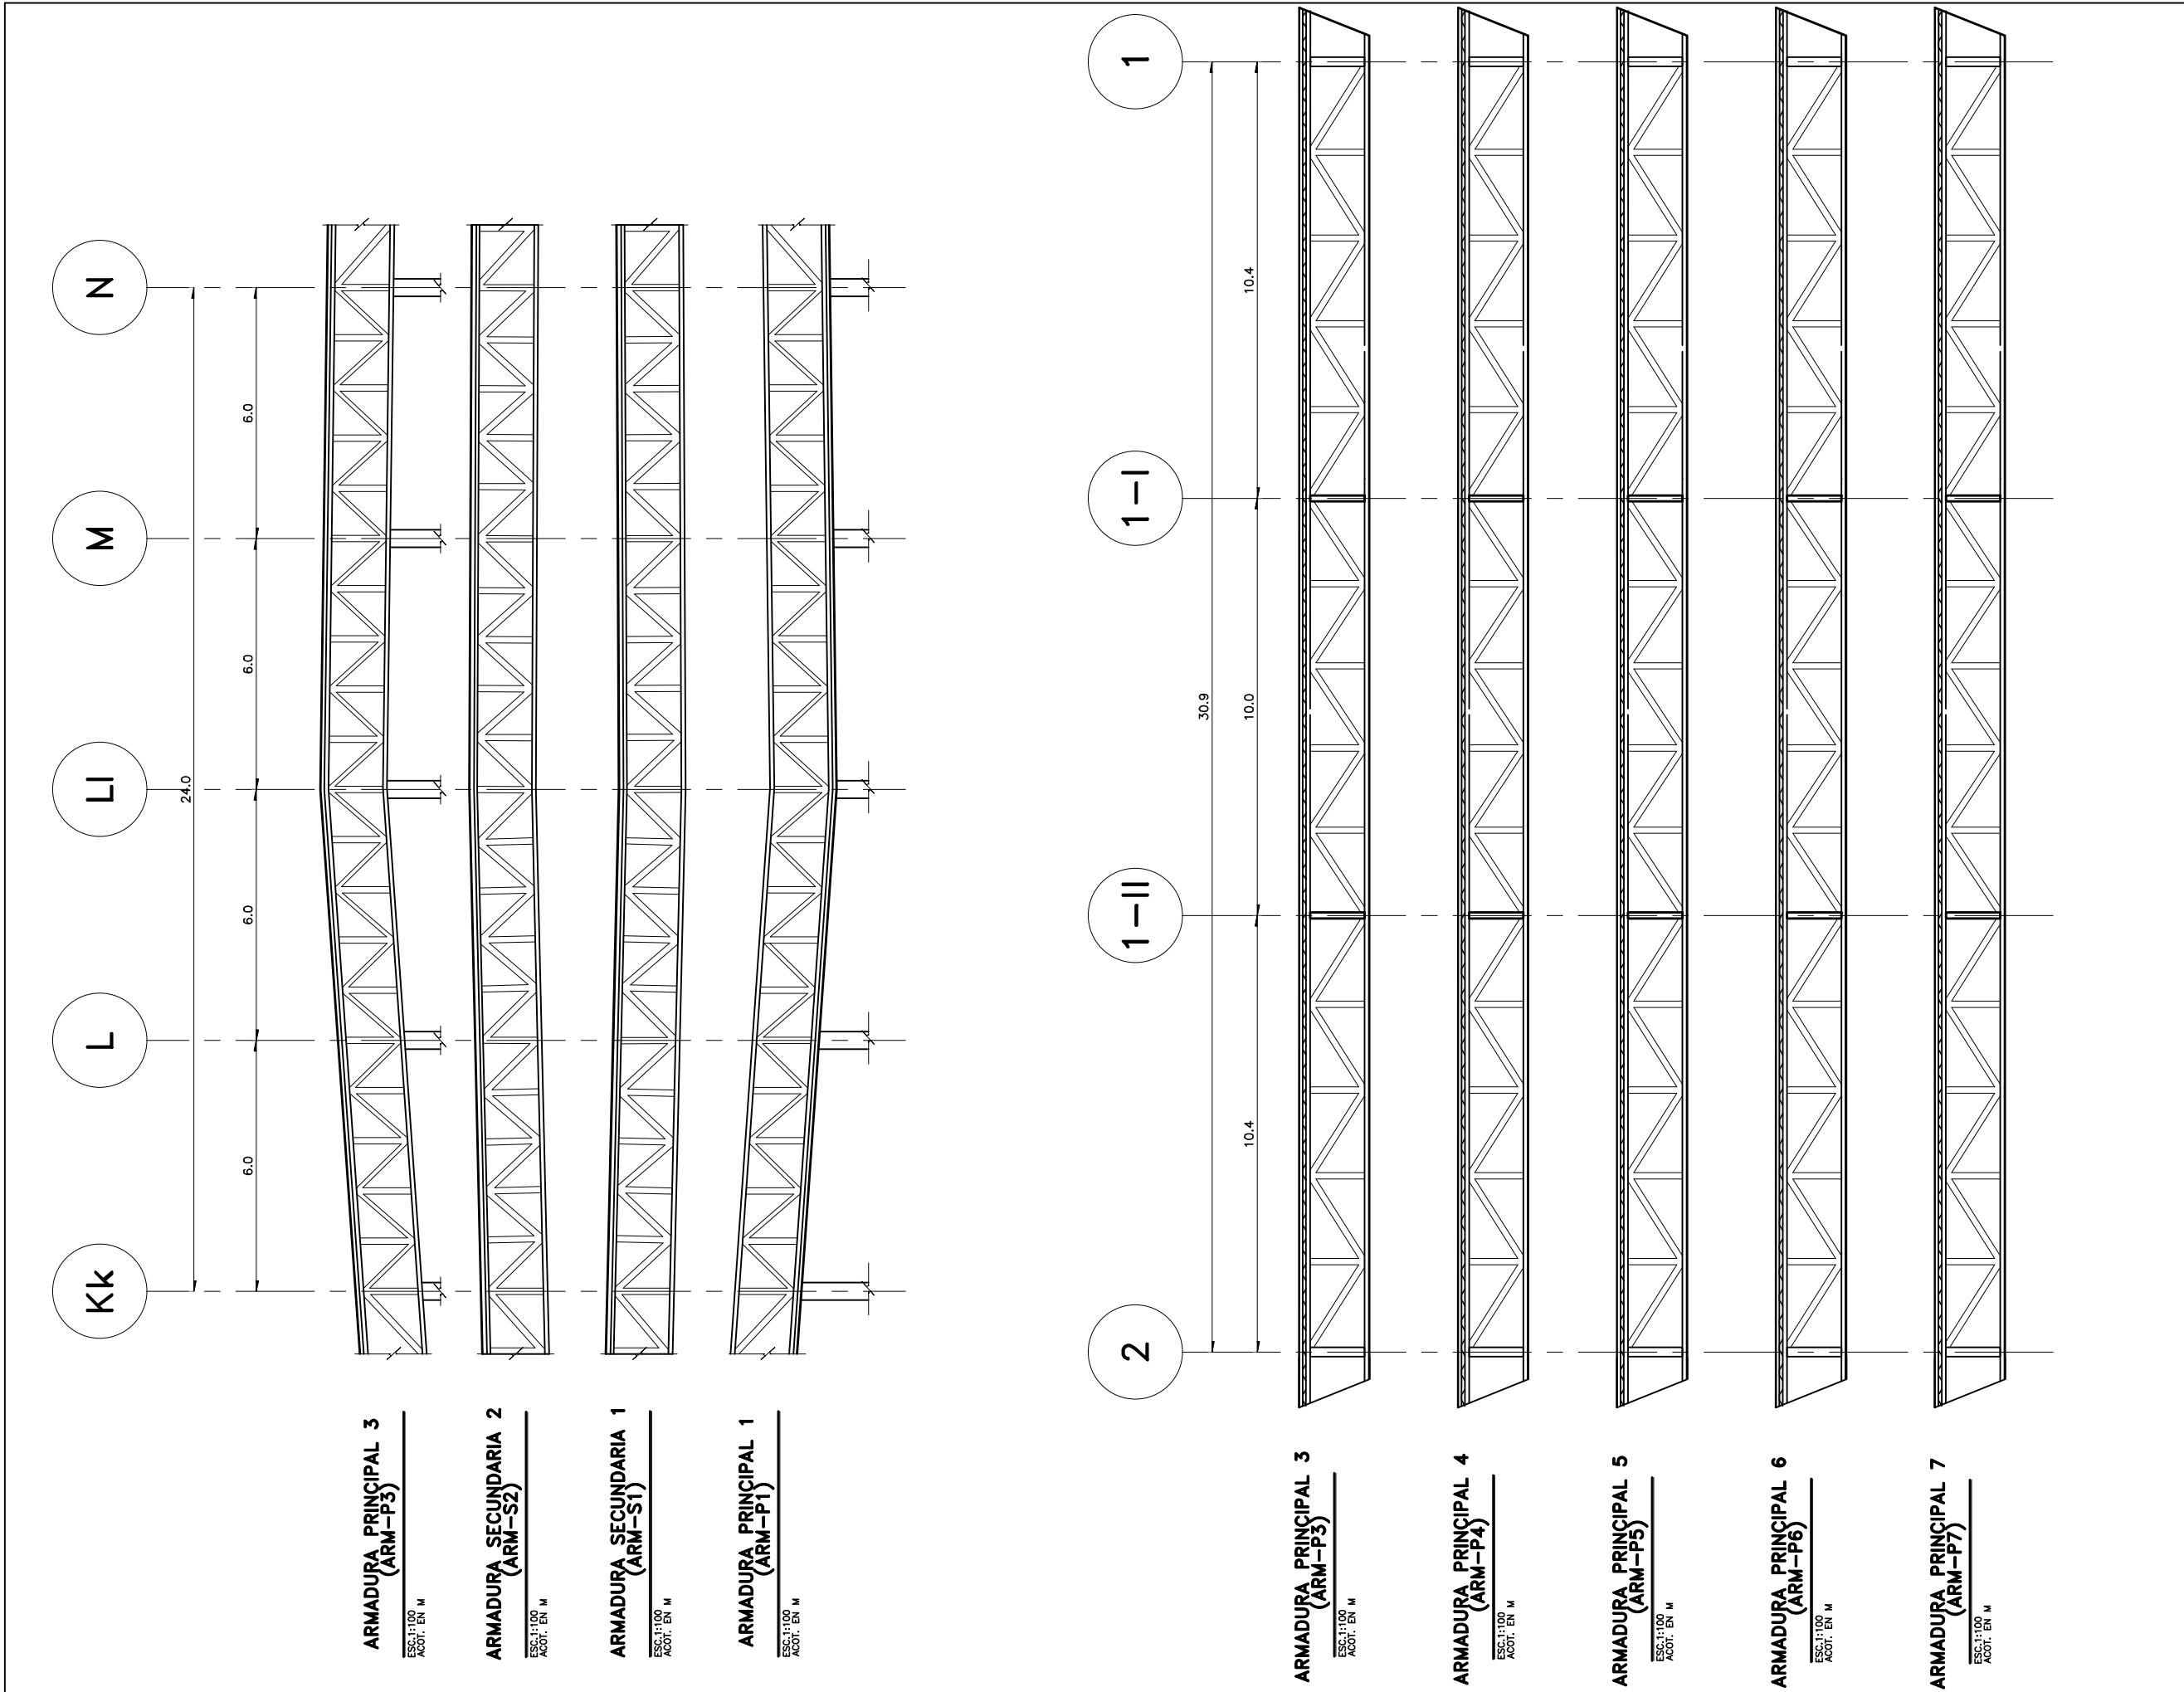 Kk
L
Ll
M
N
24.0
6.0
6.0
6.0
6.0
ARMADURA PRINCIPAL 3
(ARM-P3)
ESC.1:100
ACOT. EN M
ARMADURA SECUNDARIA 2
(ARM-S2)
ESC.1:100
ACOT. EN M
ARMADURA SECUNDARIA 1
(ARM-S1)
ESC.1:100
ACOT. EN M
ARMADURA PRINCIPAL 1
(ARM-P1)
ESC.1:100
ACOT. EN M
2
1-II
1-I
1
30.9
10.4
10.0
10.4
ARMADURA PRINCIPAL 3
(ARM-P3)
ESC.1:100
ACOT. EN M
ARMADURA PRINCIPAL 4
(ARM-P4)
ESC.1:100
ACOT. EN M
ARMADURA PRINCIPAL 5
(ARM-P5)
ESC.1:100
ACOT. EN M
ARMADURA PRINCIPAL 6
(ARM-P6)
ESC.1:100
ACOT. EN M
ARMADURA PRINCIPAL 7
(ARM-P7)
ESC.1:100
ACOT. EN M